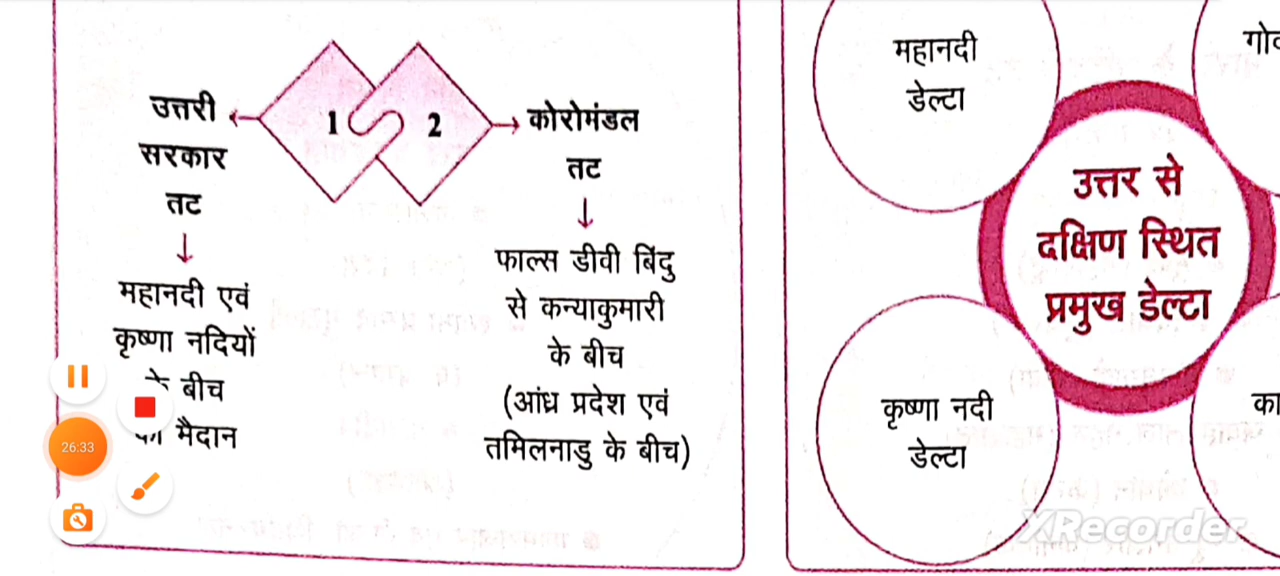 1
2
उत्तरी
सरकार
तट
महानदी एवं
कृष्णा नदियों
के बीच
का मैदान
कोरोमंडल
तट
फाल्स डीवी बिंदु
से कन्याकुमारी
के बीच
(आंध्र प्रदेश एवं
तमिलनाडु के बीच)
महानदी
डेल्टा
उत्तर से
दक्षिण स्थित
प्रमुख डेल्टा
कृष्णा नदी
डेल्टा
26:33
XRecorder